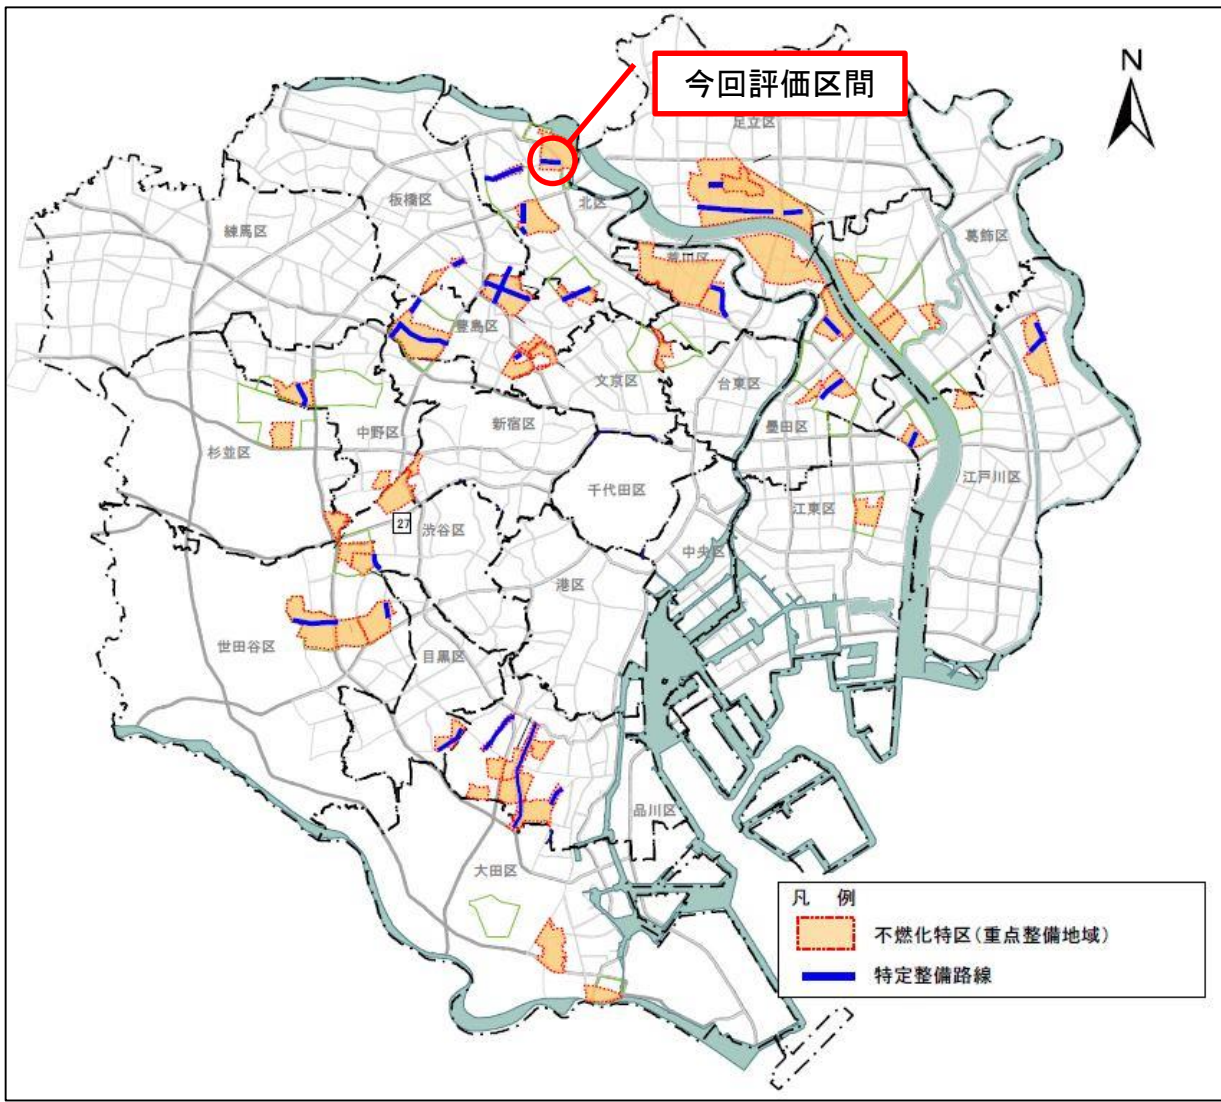 今回評価区間
N
足立区
北区
板橋区
練馬区
葛飾区
荒川区
豊島区
文京区
台東区
新宿区
中野区
墨田区
杉並区
江戸川区
千代田区
江東区
27
渋谷区
中央区
港区
世田谷区
目黒区
品川区
大田区
凡 例
不燃化特区(重点整備地域)
特定整備路線